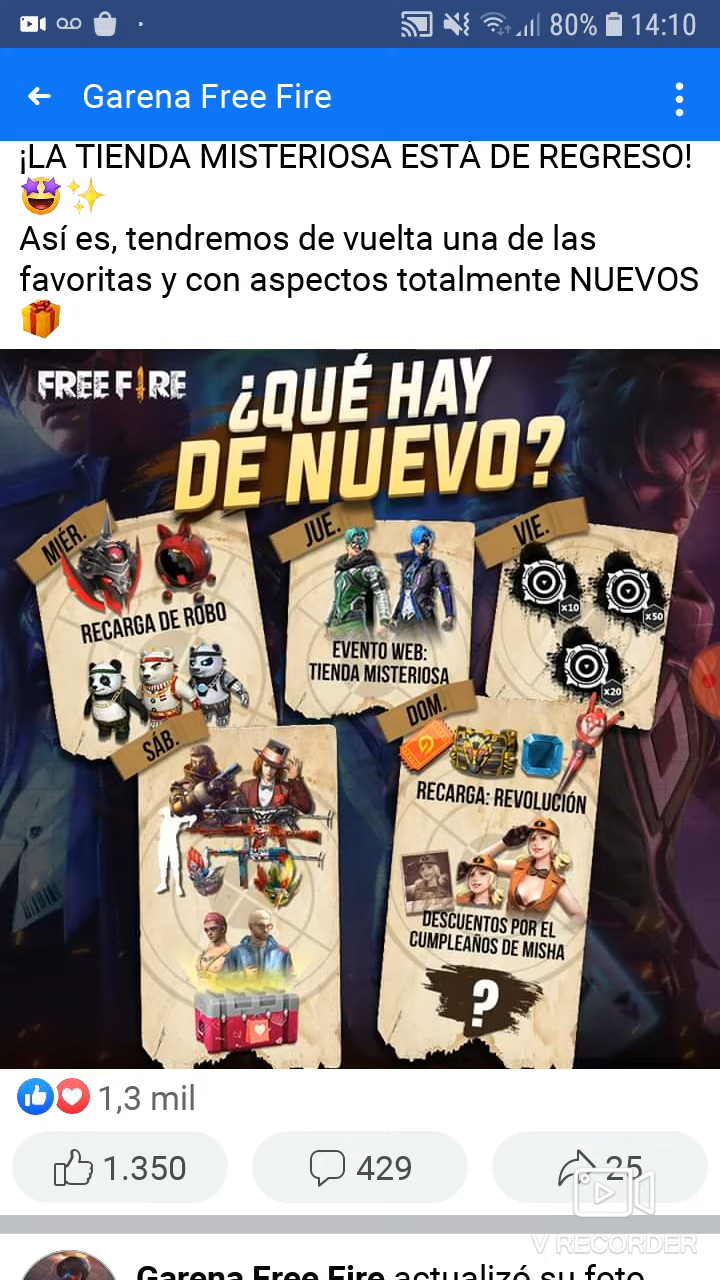 80% 14:10
Garena Free Fire
¡LA TIENDA MISTERIOSA ESTÁ DE REGRESO!
🤩✨
Así es, tendremos de vuelta una de las
favoritas y con aspectos totalmente NUEVOS
🎁
FREE FIRE
¿QUÉ HAY
DE NUEVO?
MIÉR.
RECARGA DE ROBO
JUE.
EVENTO WEB:
TIENDA MISTERIOSA
VIE.
x10
x50
x20
SÁB.
DOM.
RECARGA: REVOLUCIÓN
DESCUENTOS POR EL
CUMPLEAÑOS DE MISHA
?
1,3 mil
1.350 429 25
V RECORDER
Garena Free Fire actualizó su foto